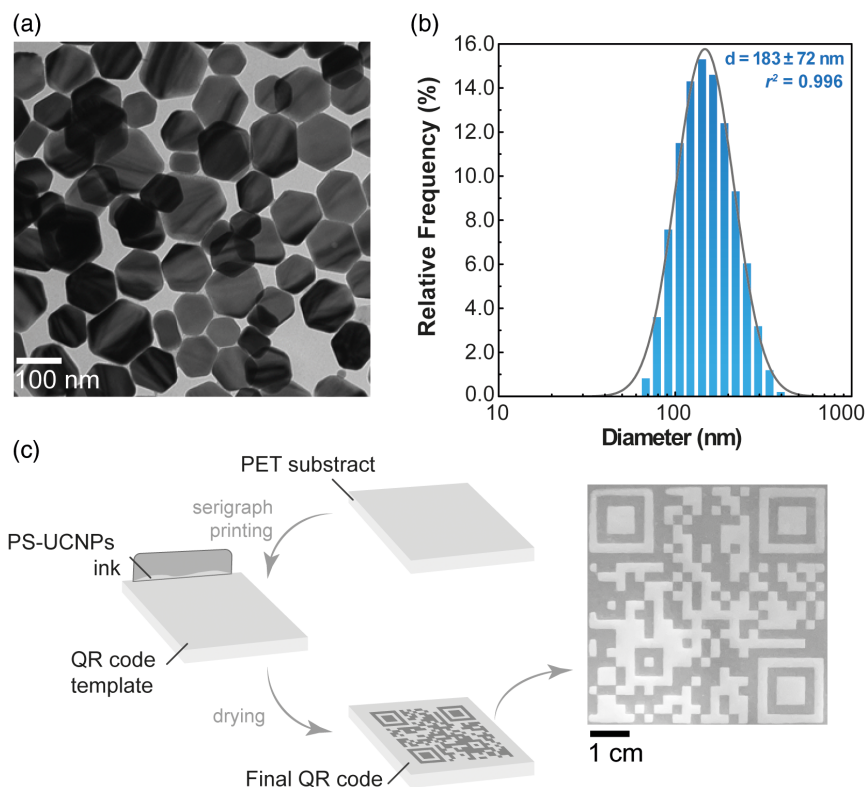 (a)
100 nm
(b)
16.0
14.0
12.0
10.0
8.0
6.0
4.0
2.0
0.0
Relative Frequency (%)
d = 183 ± 72 nm
r² = 0.996
10
100
1000
Diameter (nm)
(c)
PET substract
serigraph
printing
PS-UCNPs
ink
QR code
template
drying
Final QR code
1 cm